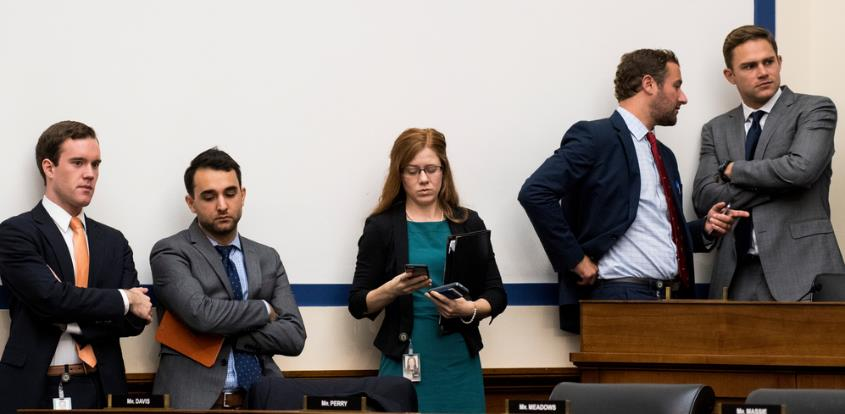 MR. DAVIS
MR. PERRY
MR. MEADOWS
MR. MASSIE